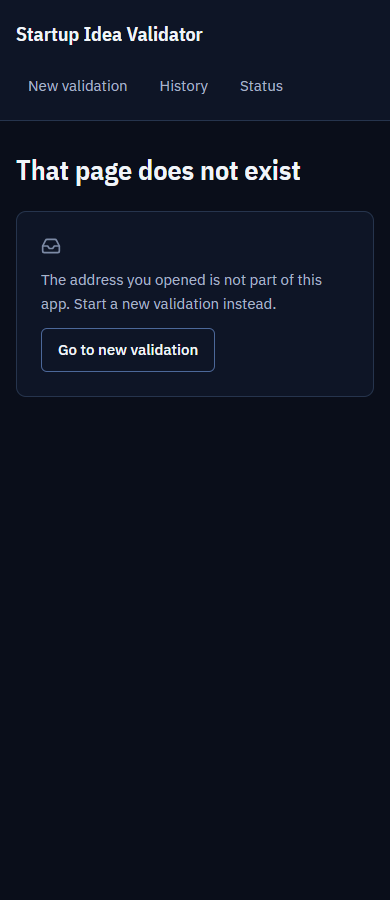 Startup Idea Validator
New validation History Status
That page does not exist
The address you opened is not part of this
app. Start a new validation instead.
Go to new validation